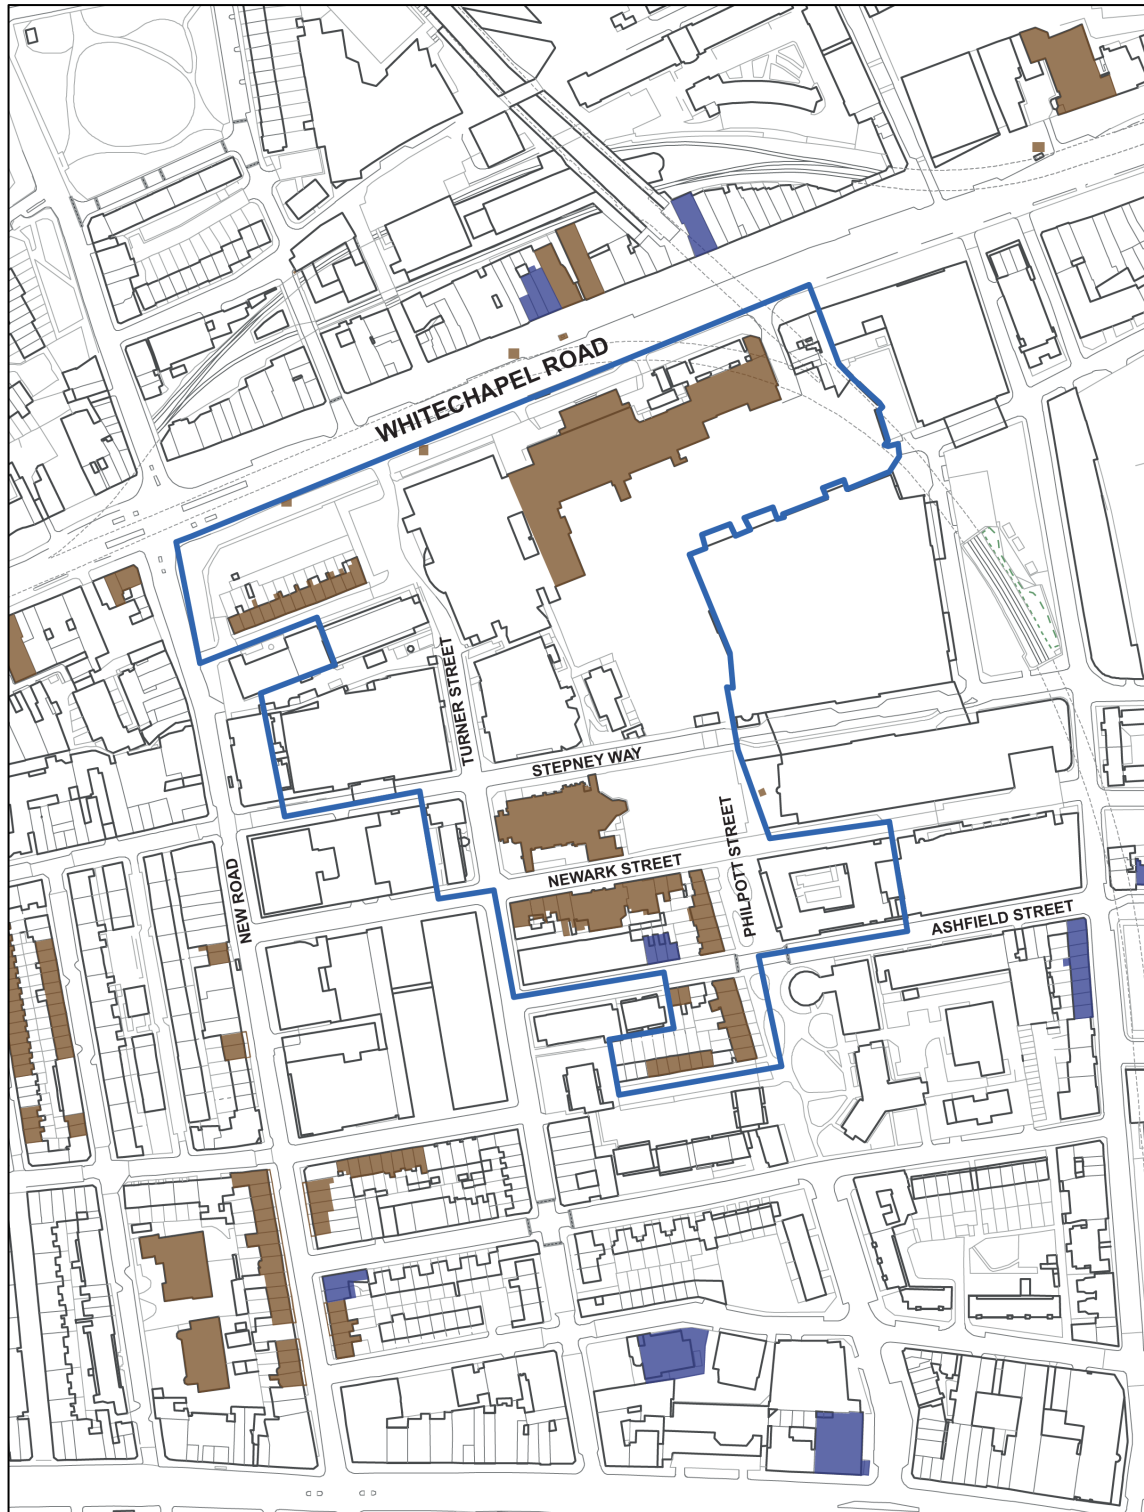 WHITECHAPEL ROAD
TURNER STREET
STEPNEY WAY
PHILPOTT STREET
NEWARK STREET
NEW ROAD
ASHFIELD STREET